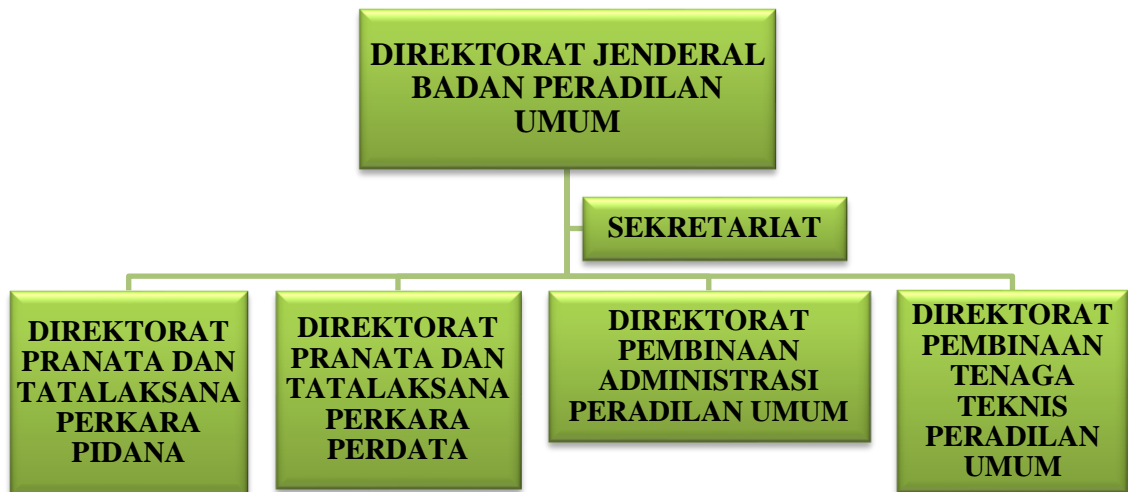 DIREKTORAT JENDERAL
BADAN PERADILAN
UMUM
SEKRETARIAT
DIREKTORAT
PRANATA DAN
TATALAKSANA
PERKARA
PIDANA
DIREKTORAT
PRANATA DAN
TATALAKSANA
PERKARA
PERDATA
DIREKTORAT
PEMBINAAN
ADMINISTRASI
PERADILAN UMUM
DIREKTORAT
PEMBINAAN
TENAGA
TEKNIS
PERADILAN
UMUM